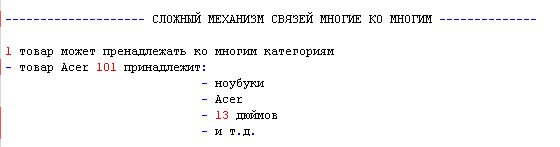 -------------------- СЛОЖНЫЙ МЕХАНИЗМ СВЯЗЕЙ МНОГИЕ КО МНОГИМ --------------
1 товар может пренадлежать ко многим категориям
- товар Acer 101 принадлежит:
- ноубуки
- Acer
- 13 дюймов
- и т.д.